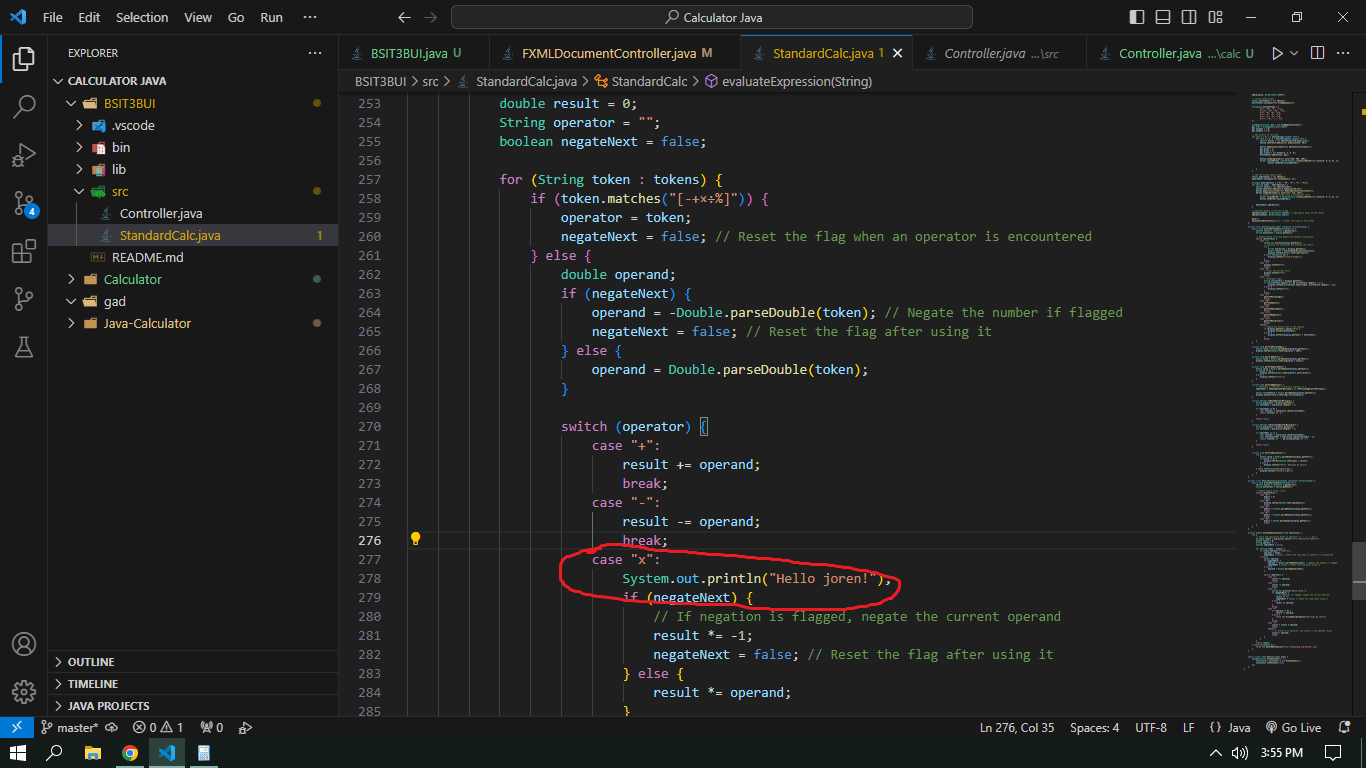 File Edit Selection View Go Run ··· Calculator Java
EXPLORER ···
CALCULATOR JAVA
BSIT3BUI
.vscode
bin
lib
src
Controller.java
StandardCalc.java 1
README.md
Calculator
gad
Java-Calculator
OUTLINE
TIMELINE
JAVA PROJECTS
4
BSIT3BUI.java U FXMLDocumentController.java M StandardCalc.java 1 Controller.java ...\src Controller.java ...\calc U
BSIT3BUI > src > StandardCalc.java > StandardCalc > evaluateExpression(String)
253 double result = 0;
254 String operator = "";
255 boolean negateNext = false;
256
257 for (String token : tokens) {
258 if (token.matches("[-+×÷%]")) {
259 operator = token;
260 negateNext = false; // Reset the flag when an operator is encountered
261 } else {
262 double operand;
263 if (negateNext) {
264 operand = -Double.parseDouble(token); // Negate the number if flagged
265 negateNext = false; // Reset the flag after using it
266 } else {
267 operand = Double.parseDouble(token);
268 }
269
270 switch (operator) {
271 case "+":
272 result += operand;
273 break;
274 case "-":
275 result -= operand;
276 break;
277 case "x":
278 System.out.println("Hello joren!");
279 if (negateNext) {
280 // If negation is flagged, negate the current operand
281 result *= -1;
282 negateNext = false; // Reset the flag after using it
283 } else {
284 result *= operand;
285 }
master* 0 1 0 Ln 276, Col 35 Spaces: 4 UTF-8 LF {} Java Go Live
3:55 PM